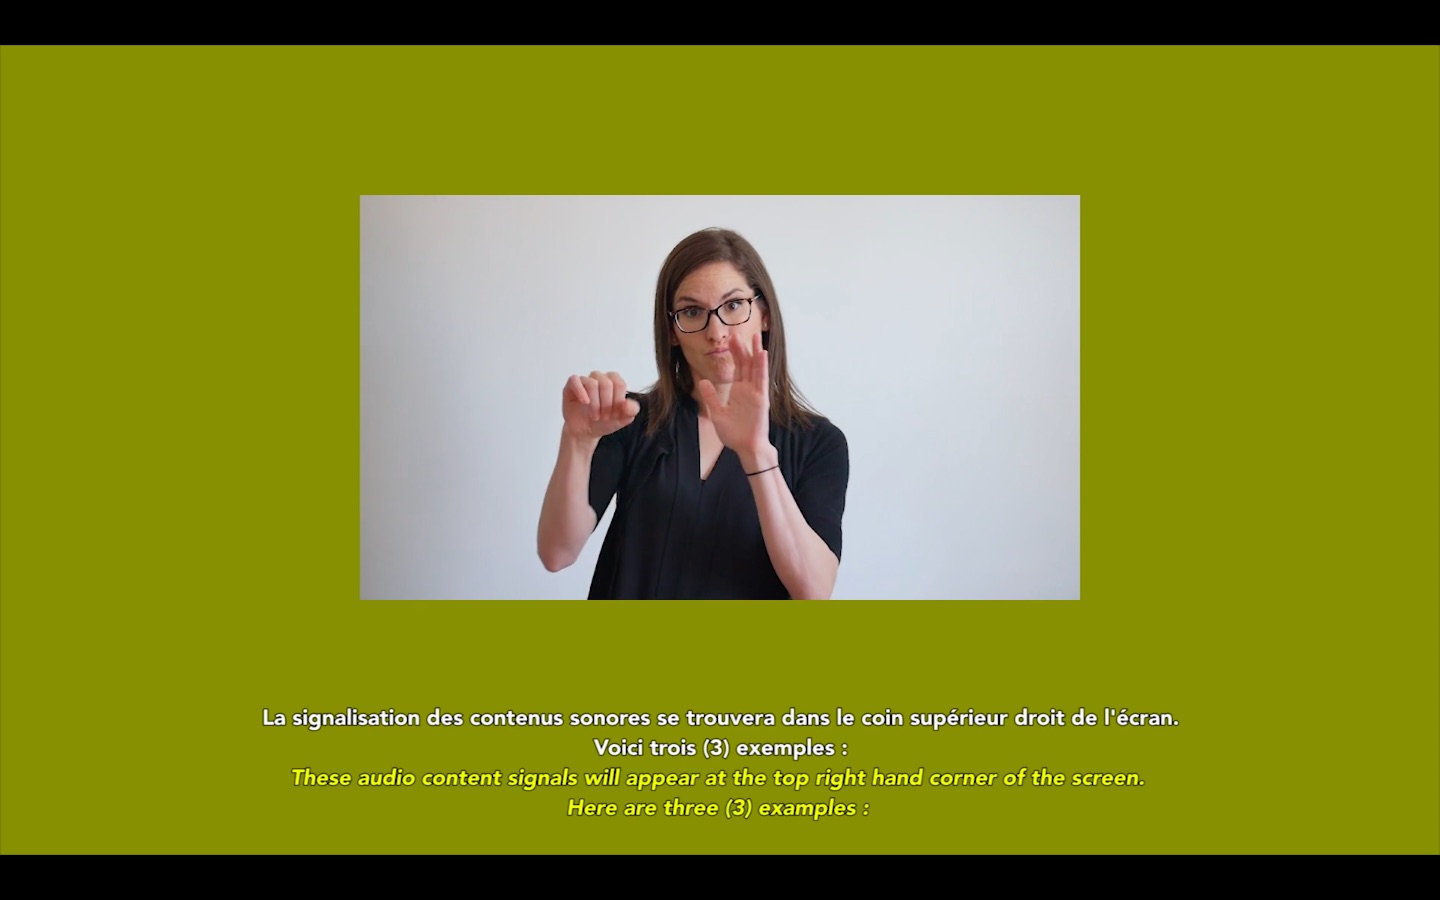 La signalisation des contenus sonores se trouvera dans le coin supérieur droit de l'écran.
Voici trois (3) exemples :
These audio content signals will appear at the top right hand corner of the screen.
Here are three (3) examples :